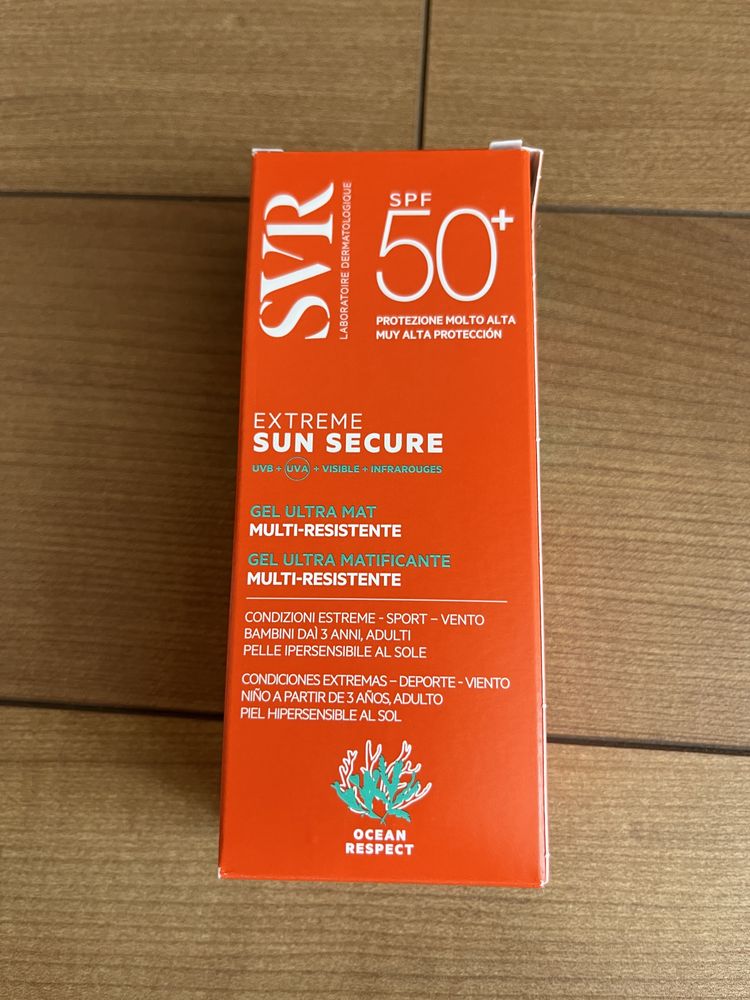 SVR
LABORATOIRE DERMATOLOGIQUE
SPF
50+
PROTEZIONE MOLTO ALTA
MUY ALTA PROTECCIÓN
EXTREME
SUN SECURE
UVB + UVA + VISIBLE + INFRAROUGES
GEL ULTRA MAT
MULTI-RESISTENTE
GEL ULTRA MATIFICANTE
MULTI-RESISTENTE
CONDIZIONI ESTREME - SPORT – VENTO
BAMBINI DAÌ 3 ANNI, ADULTI
PELLE IPERSENSIBILE AL SOLE
CONDICIONES EXTREMAS – DEPORTE - VIENTO
NIÑO A PARTIR DE 3 AÑOS, ADULTO
PIEL HIPERSENSIBLE AL SOL
OCEAN
RESPECT